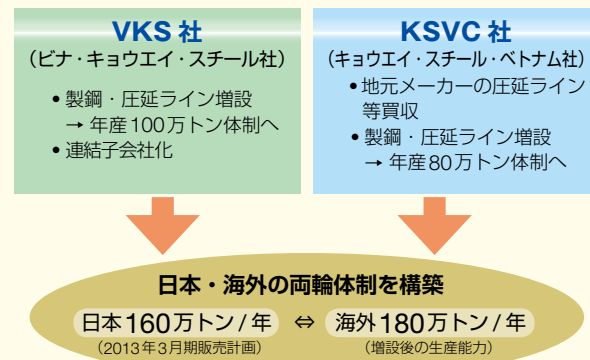 VKS 社
(ビナ・キョウエイ・スチール社)
• 製鋼・圧延ライン増設
→ 年産100万トン体制へ
• 連結子会社化
KSVC 社
(キョウエイ・スチール・ベトナム社)
• 地元メーカーの圧延ライン
等買収
• 製鋼・圧延ライン増設
→ 年産80万トン体制へ
日本・海外の両輪体制を構築
日本160万トン/年 ⇔ 海外180万トン/年
(2013年3月期販売計画) (増設後の生産能力)